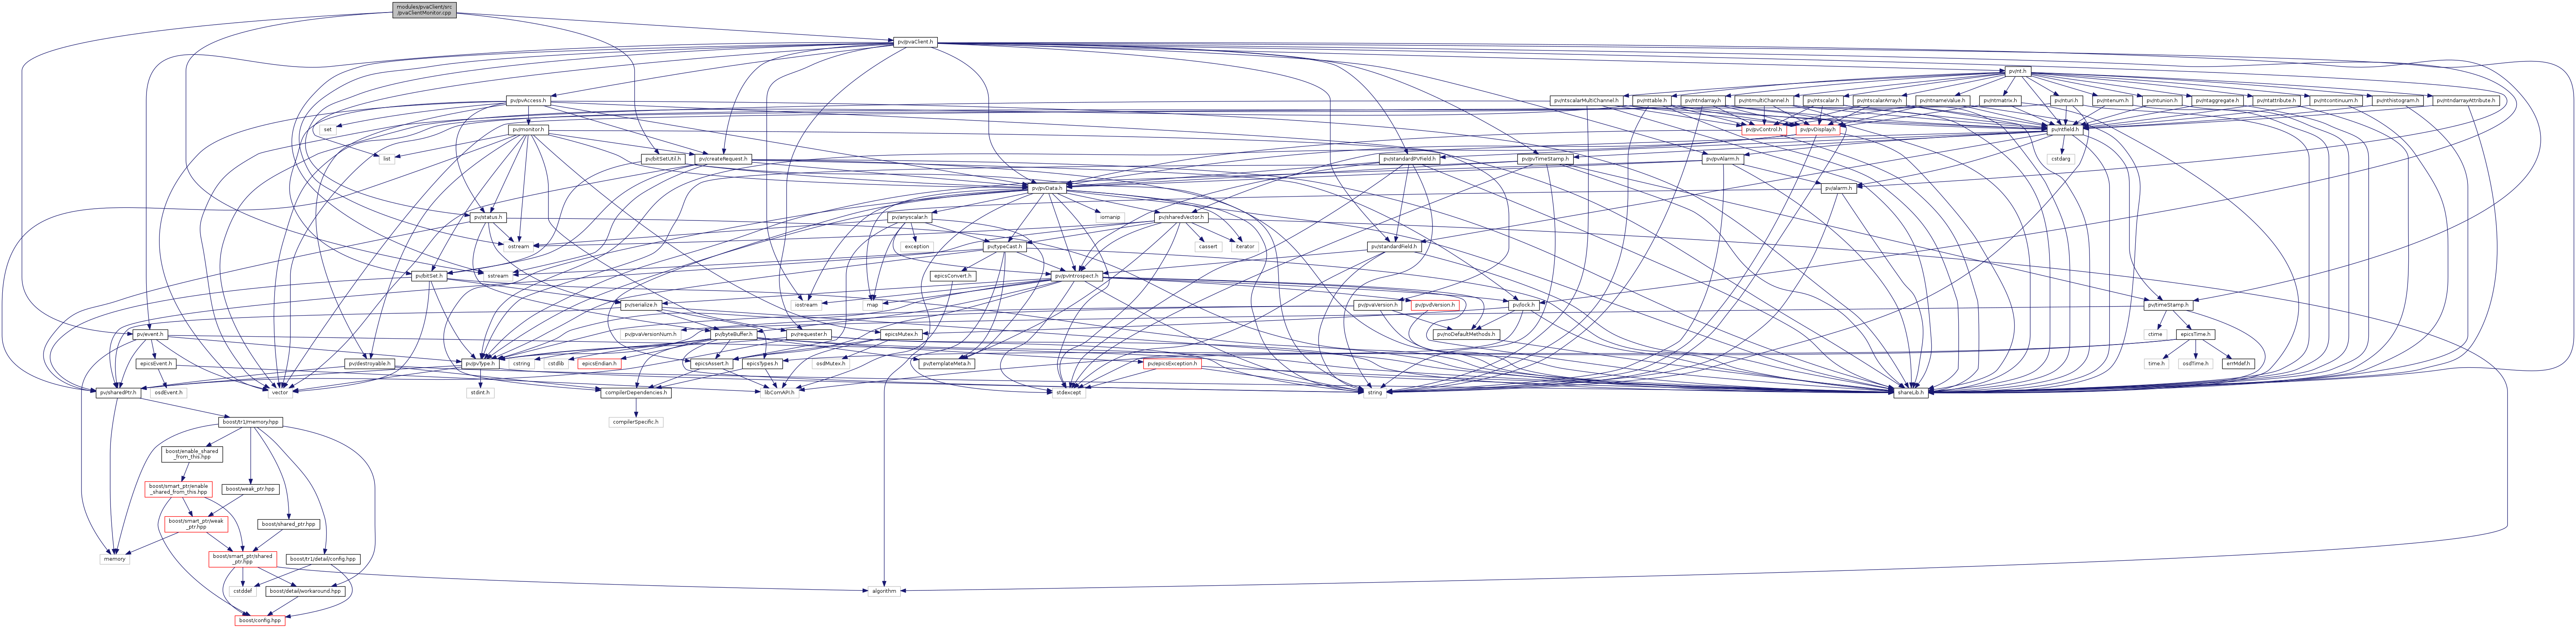 modules/pvaClient/src
/pvaClientMonitor.cpp
pv/pvaClient.h
pv/nt.h
pv/pvAccess.h
pv/ntscalarMultiChannel.h
pv/nttable.h
pv/ntndarray.h
pv/ntmultiChannel.h
pv/ntscalar.h
pv/ntscalarArray.h
pv/ntnameValue.h
pv/ntmatrix.h
pv/nturi.h
pv/ntenum.h
pv/ntunion.h
pv/ntaggregate.h
pv/ntattribute.h
pv/ntcontinuum.h
pv/nthistogram.h
pv/ntndarrayAttribute.h
set
pv/monitor.h
pv/pvControl.h
pv/pvDisplay.h
pv/ntfield.h
list
pv/bitSetUtil.h
pv/createRequest.h
pv/standardPVField.h
pv/pvTimeStamp.h
pv/pvAlarm.h
cstdarg
pv/pvData.h
pv/alarm.h
pv/status.h
pv/anyscalar.h
iomanip
pv/sharedVector.h
ostream
exception
pv/typeCast.h
cassert
iterator
pv/standardField.h
pv/bitSet.h
sstream
epicsConvert.h
pv/pvIntrospect.h
pv/serialize.h
iostream
map
pv/pvaVersion.h
pv/pvdVersion.h
pv/lock.h
pv/timeStamp.h
pv/event.h
pv/pvaVersionNum.h
pv/byteBuffer.h
pv/requester.h
epicsMutex.h
pv/noDefaultMethods.h
ctime
epicsTime.h
epicsEvent.h
pv/destroyable.h
pv/pvType.h
cstring
cstdlib
epicsEndian.h
epicsAssert.h
epicsTypes.h
osdMutex.h
pv/templateMeta.h
pv/epicsException.h
time.h
osdTime.h
errMdef.h
pv/sharedPtr.h
osdEvent.h
vector
stdint.h
compilerDependencies.h
libComAPI.h
stdexcept
string
shareLib.h
boost/tr1/memory.hpp
compilerSpecific.h
boost/enable_shared
_from_this.hpp
boost/smart_ptr/enable
_shared_from_this.hpp
boost/weak_ptr.hpp
boost/smart_ptr/weak
_ptr.hpp
boost/shared_ptr.hpp
memory
boost/smart_ptr/shared
_ptr.hpp
boost/tr1/detail/config.hpp
cstddef
boost/detail/workaround.hpp
algorithm
boost/config.hpp